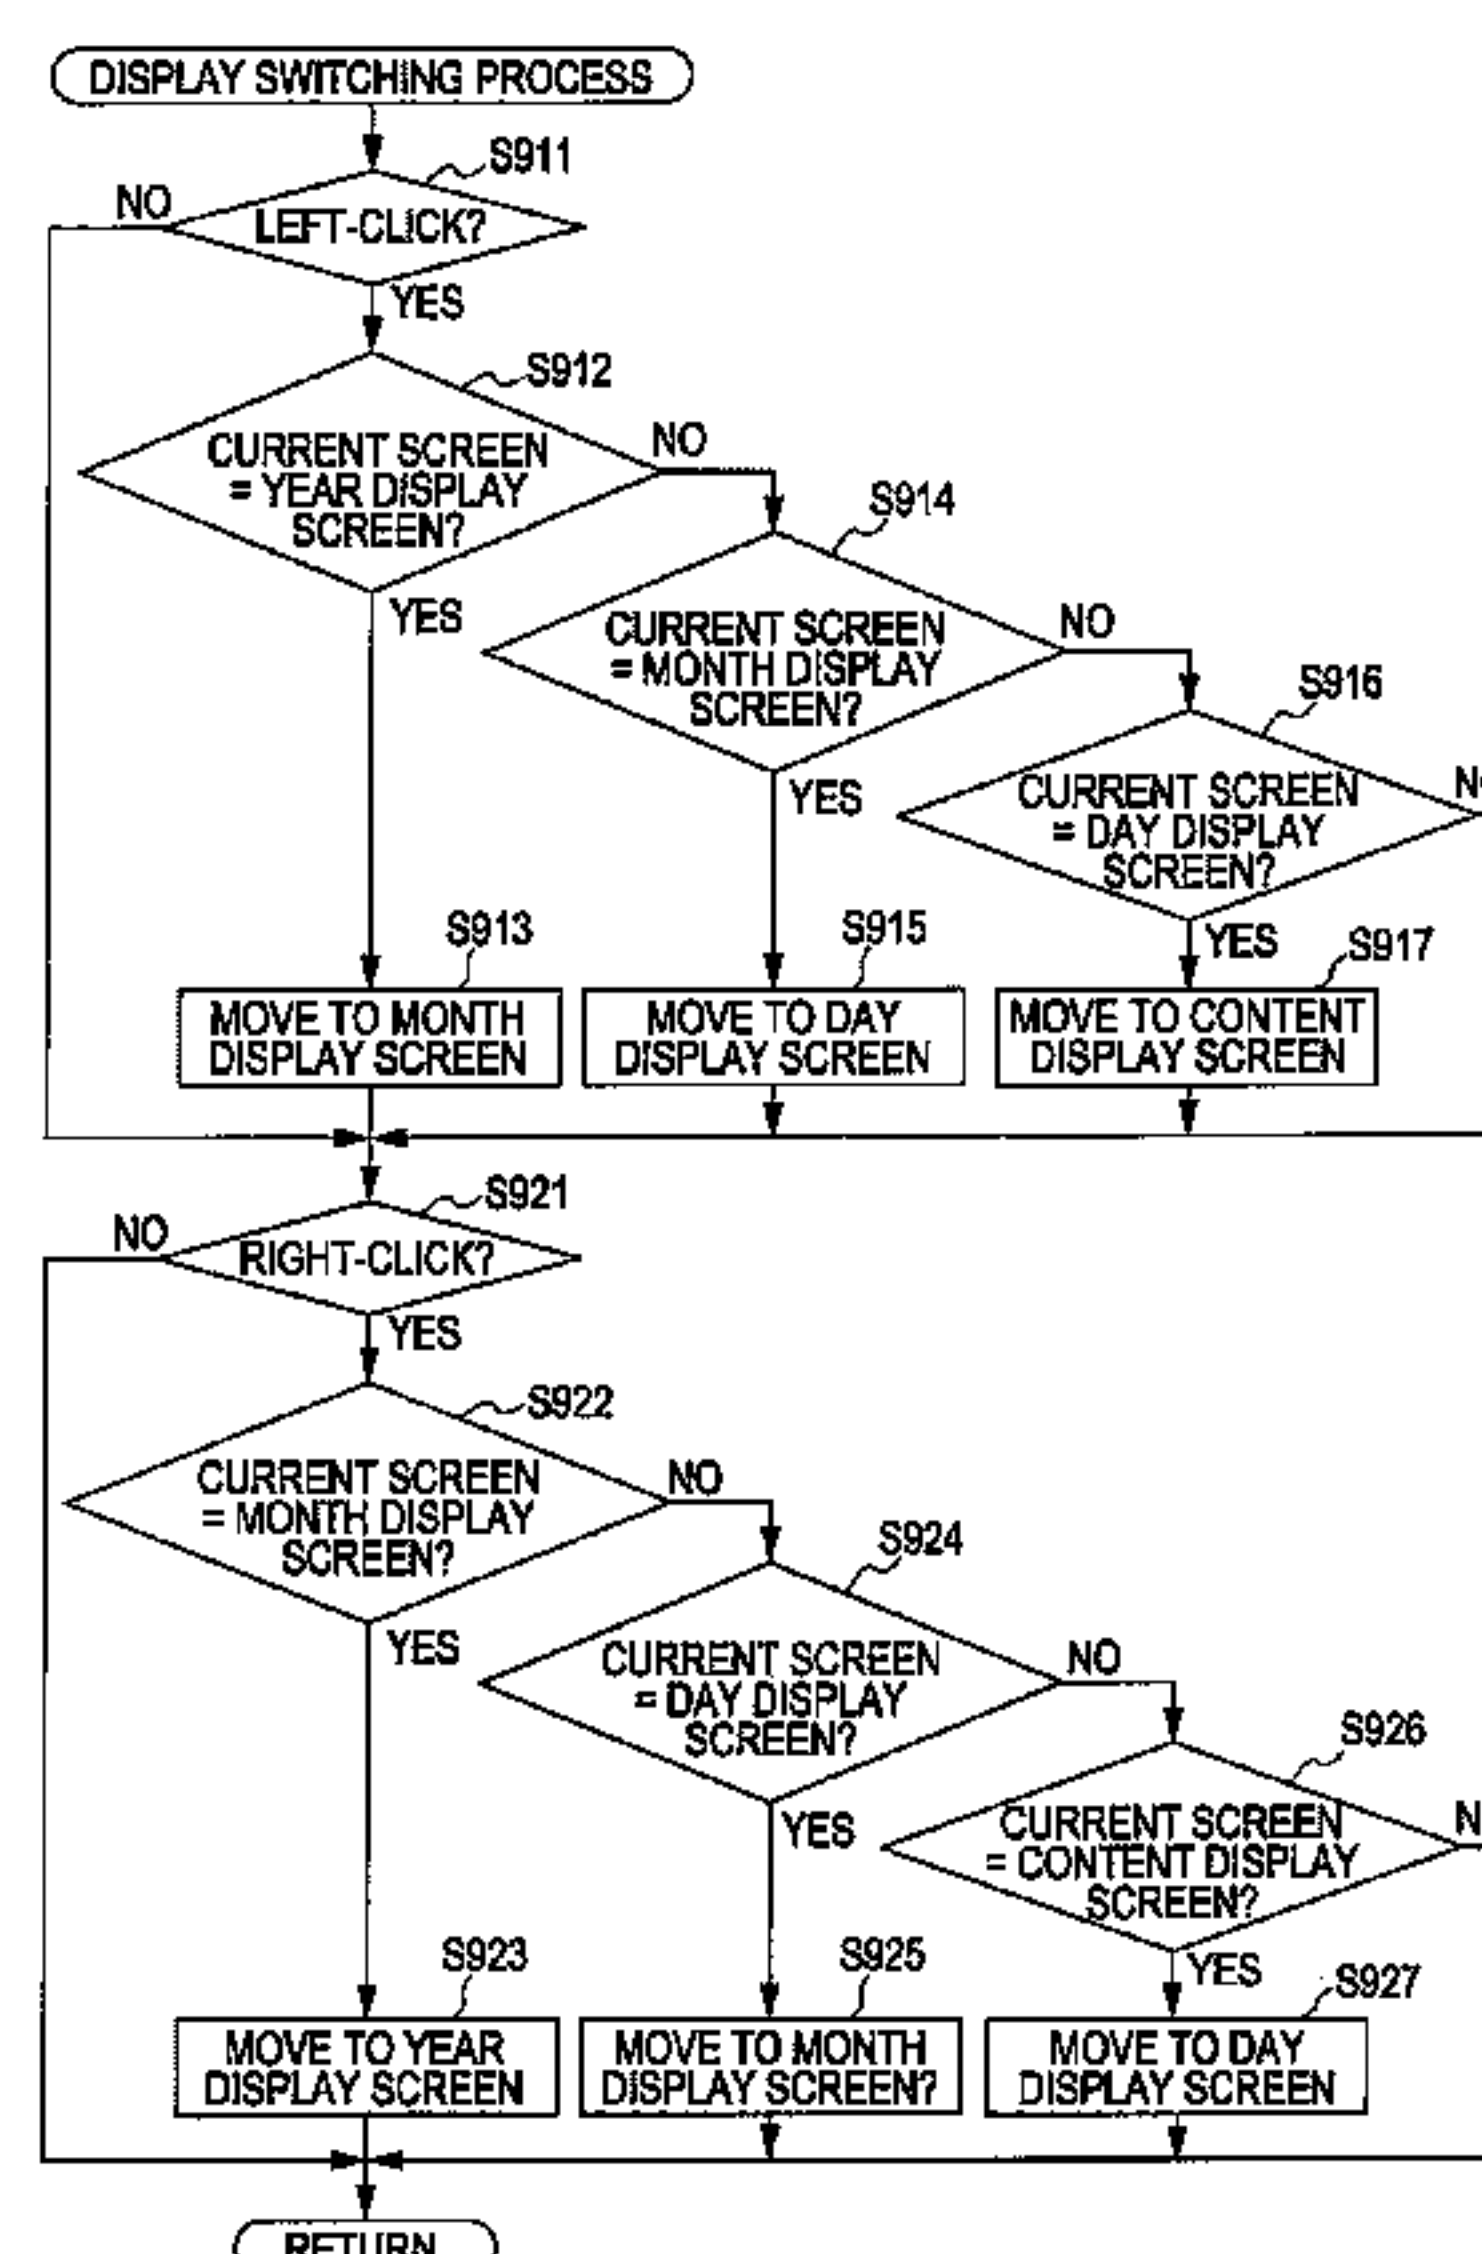 DISPLAY SWITCHING PROCESS
S911
NO
LEFT-CLICK?
YES
S912
CURRENT SCREEN
= YEAR DISPLAY
SCREEN?
NO
YES
S914
CURRENT SCREEN
= MONTH DISPLAY
SCREEN?
NO
YES
S916
CURRENT SCREEN
= DAY DISPLAY
SCREEN?
YES
S913
MOVE TO MONTH
DISPLAY SCREEN
S915
MOVE TO DAY
DISPLAY SCREEN
S917
MOVE TO CONTENT
DISPLAY SCREEN
S921
NO
RIGHT-CLICK?
YES
S922
CURRENT SCREEN
= MONTH DISPLAY
SCREEN?
NO
YES
S924
CURRENT SCREEN
= DAY DISPLAY
SCREEN?
NO
YES
S926
CURRENT SCREEN
= CONTENT DISPLAY
SCREEN?
YES
S923
MOVE TO YEAR
DISPLAY SCREEN
S925
MOVE TO MONTH
DISPLAY SCREEN?
S927
MOVE TO DAY
DISPLAY SCREEN
RETURN